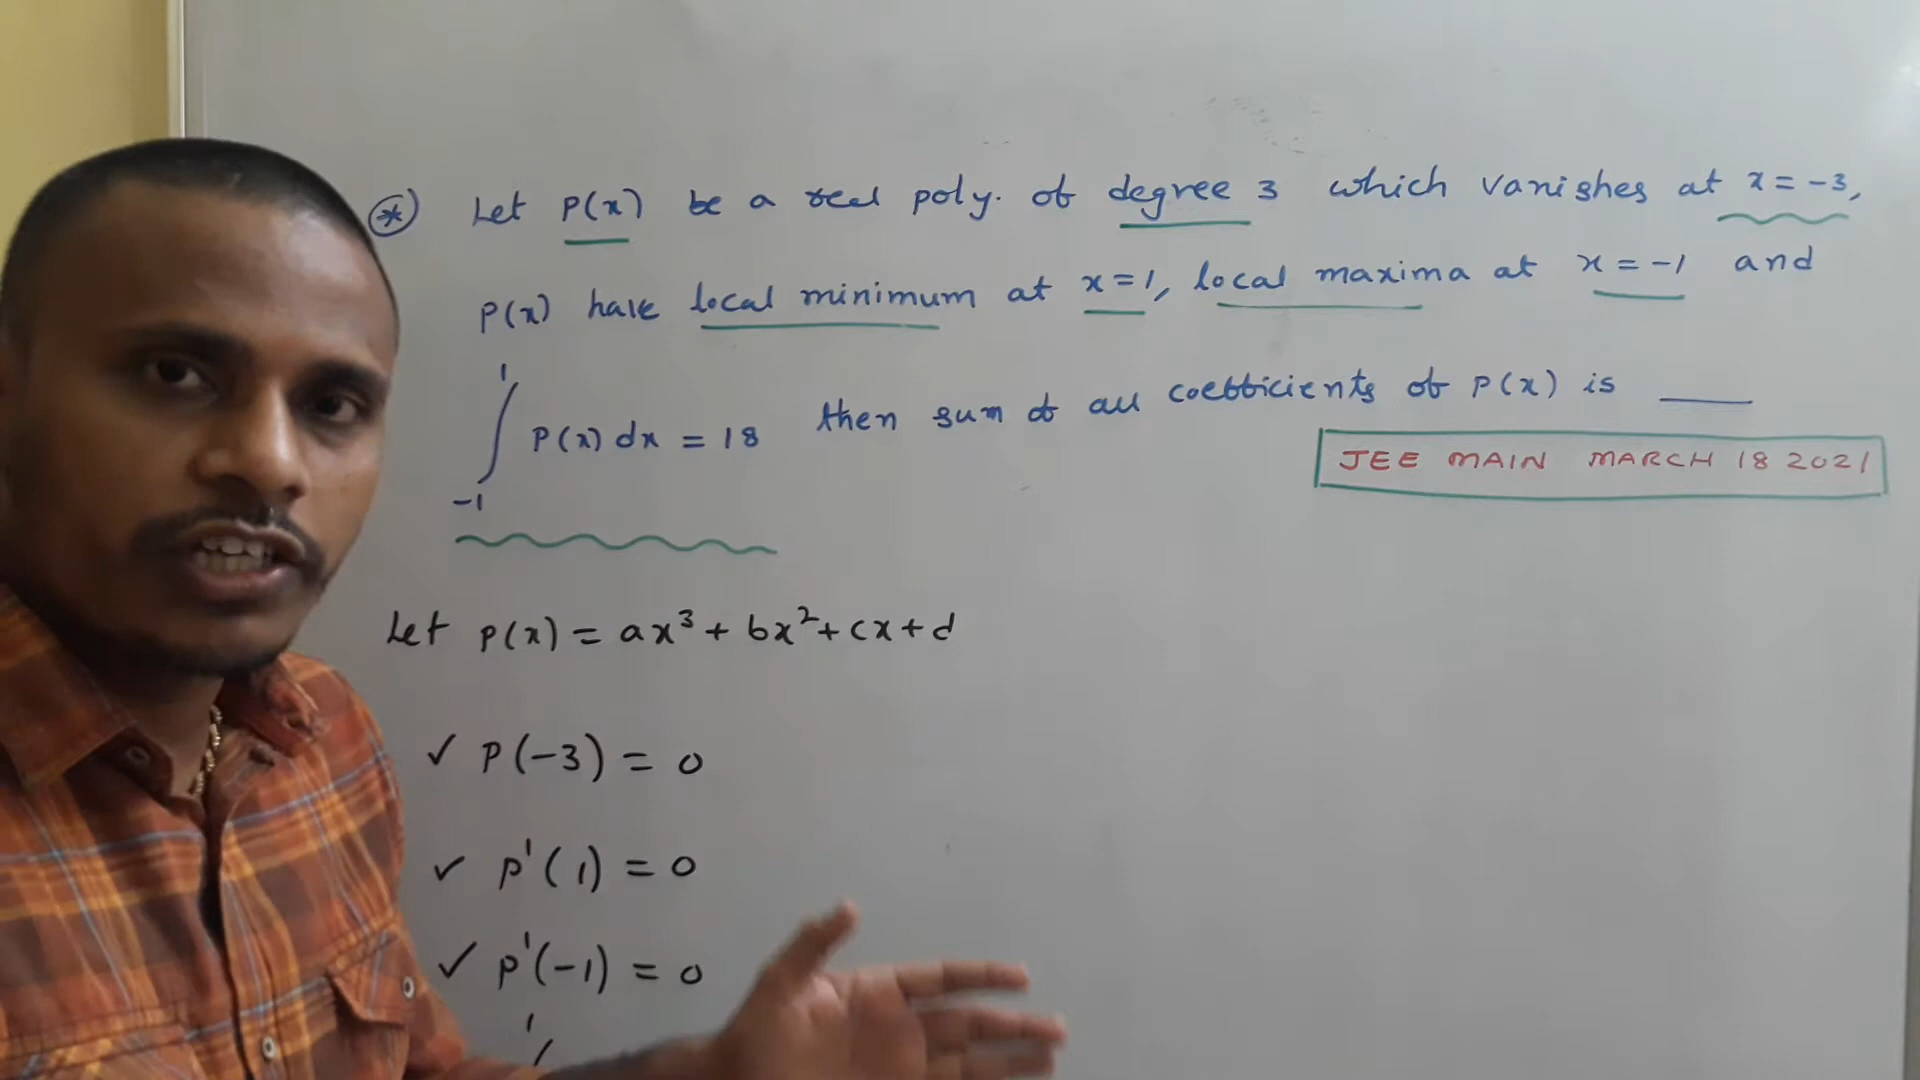 * Let P(x) be a real poly. of degree 3 which vanishes at x = -3,
P(x) have local minimum at x = 1, local maxima at x = -1 and
∫₋₁¹ P(x) dx = 18 then sum of all coefficients of P(x) is ____
JEE MAIN MARCH 18 2021
Let P(x) = ax³ + bx² + cx + d
✓ P(-3) = 0
✓ P'(1) = 0
✓ P'(-1) = 0
1
∫